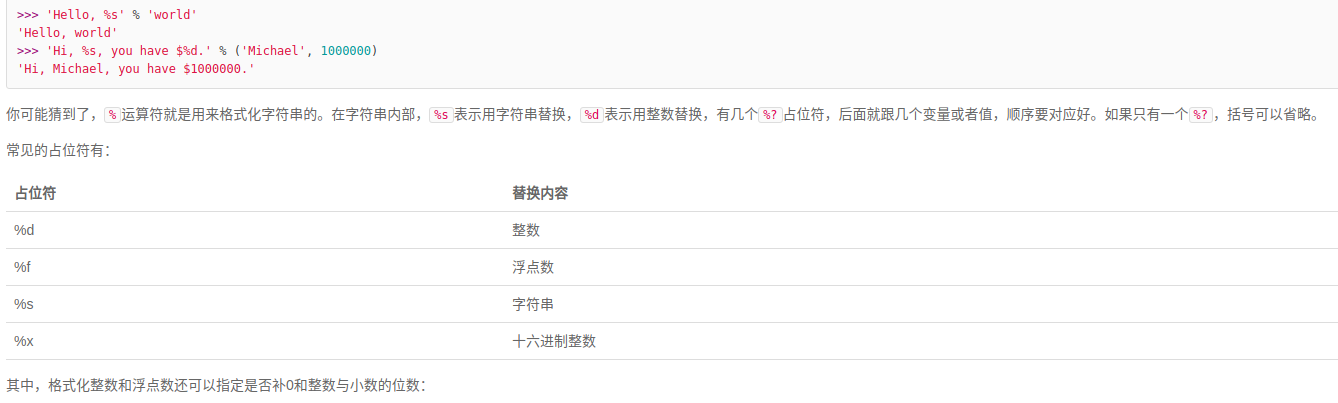 >>> 'Hello, %s' % 'world'
'Hello, world'
>>> 'Hi, %s, you have $%d.' % ('Michael', 1000000)
'Hi, Michael, you have $1000000.'
你可能猜到了，%运算符就是用来格式化字符串的。在字符串内部，%s表示用字符串替换，%d表示用整数替换，有几个%?占位符，后面就跟几个变量或者值，顺序要对应好。如果只有一个%?，括号可以省略。
常见的占位符有：
占位符 替换内容
%d 整数
%f 浮点数
%s 字符串
%x 十六进制整数
其中，格式化整数和浮点数还可以指定是否补0和整数与小数的位数：